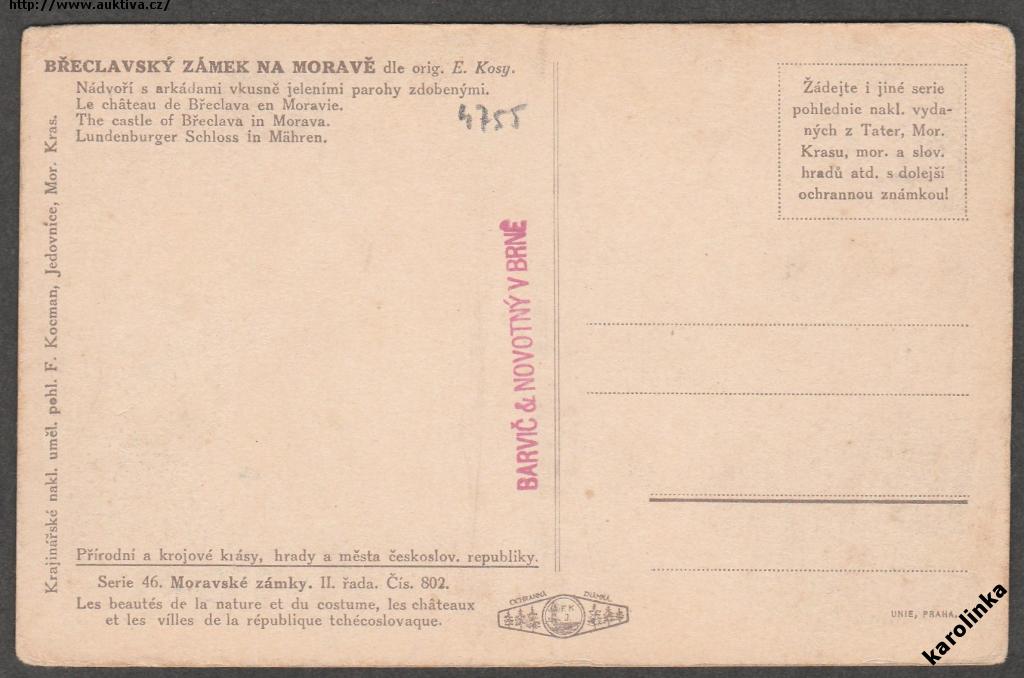 http://www.auktiva.cz/
BŘECLAVSKÝ ZÁMEK NA MORAVĚ dle orig. E. Kosy.
Nádvoří s arkádami vkusně jeleními parohy zdobenými.
Le château de Břeclava en Moravie.
The castle of Břeclava in Morava.
Lundenburger Schloss in Mähren.
4755
Žádejte i jiné serie
pohlednic nakl. vyda-
ných z Tater, Mor.
Krasu, mor. a slov.
hradů atd. s dolejší
ochrannou známkou!
Krajinářské nakl. uměl. pohl. F. Kocman, Jedovnice, Mor. Kras.
BARVIČ & NOVOTNÝ V BRNĚ
Přírodní a krojové krásy, hrady a města českoslov. republiky.
Serie 46. Moravské zámky. II. řada. Čís. 802.
Les beautés de la nature et du costume, les châteaux
et les villes de la république tchécoslovaque.
OCHRANNÁ ZNÁMKA
F. K.
J.
UNIE, PRAHA.
karolinka